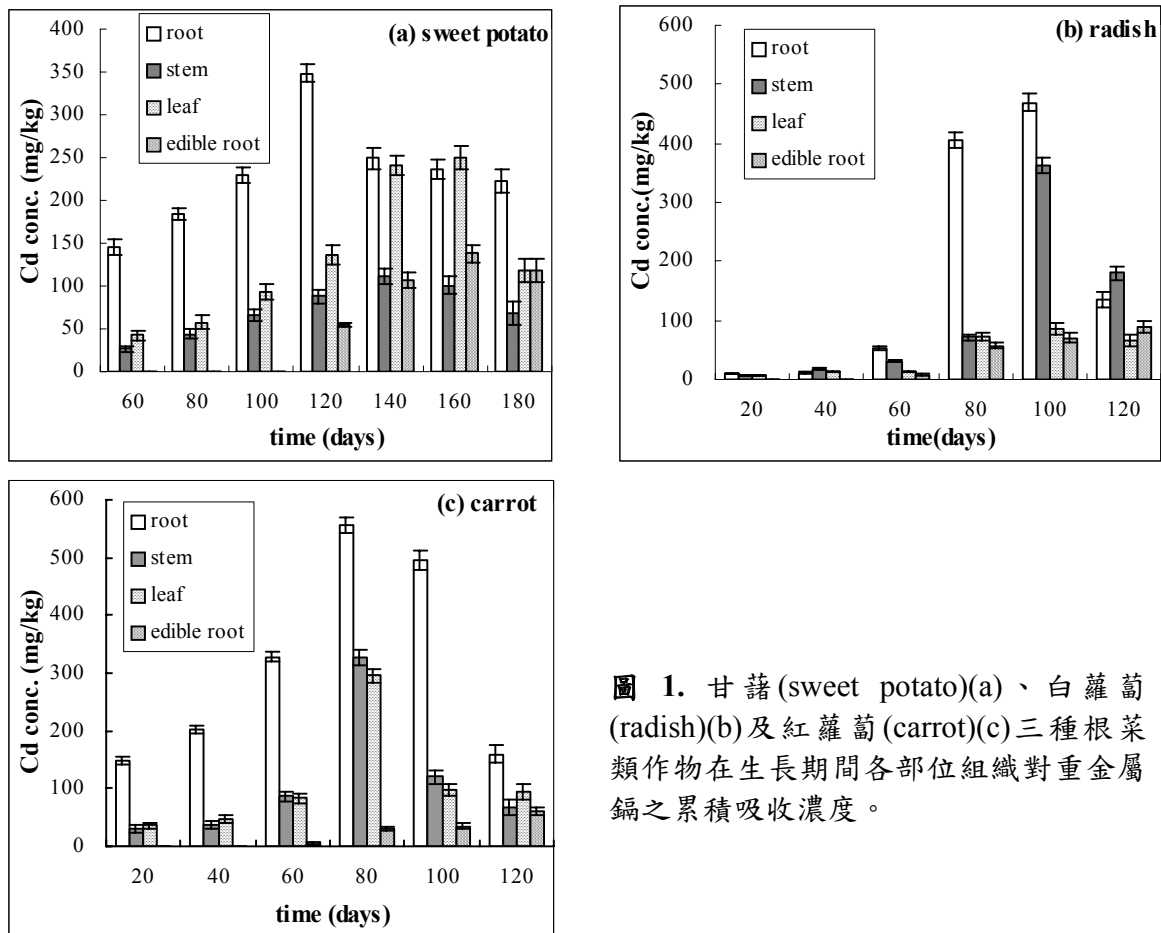 (a) sweet potato
root
stem
leaf
edible root
Cd conc. (mg/kg)
400
350
300
250
200
150
100
50
0
60 80 100 120 140 160 180
time (days)
(b) radish
root
stem
leaf
edible root
Cd conc.(mg/kg)
600
500
400
300
200
100
0
20 40 60 80 100 120
time(days)
(c) carrot
root
stem
leaf
edible root
Cd conc. (mg/kg)
600
500
400
300
200
100
0
20 40 60 80 100 120
time (days)
圖 1. 甘藷(sweet potato)(a)、白蘿蔔
(radish)(b)及紅蘿蔔(carrot)(c)三種根菜
類作物在生長期間各部位組織對重金屬
鎘之累積吸收濃度。